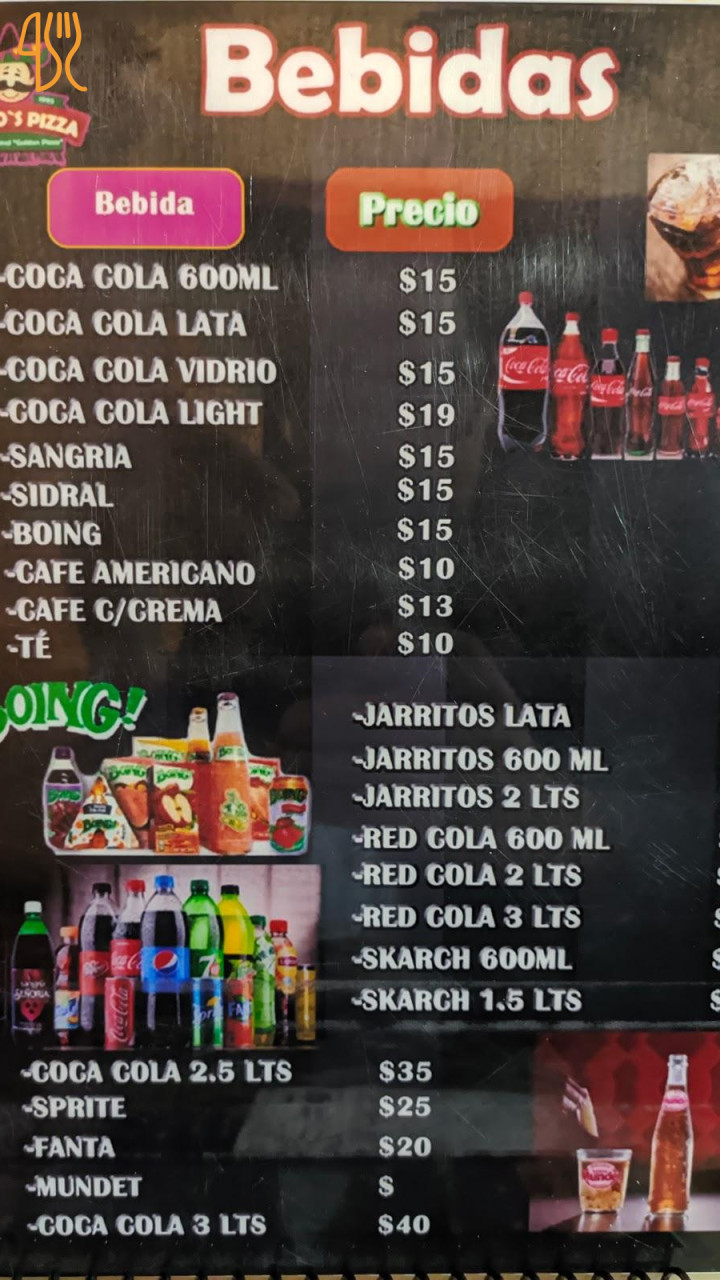 Bebidas
O'S PIZZA
Bebida Precio
-COCA COLA 600ML $15
-COCA COLA LATA $15
-COCA COLA VIDRIO $15
-COCA COLA LIGHT $19
-SANGRIA $15
-SIDRAL $15
-BOING $15
-CAFE AMERICANO $10
-CAFE C/CREMA $13
-TÉ $10
BOING!
-JARRITOS LATA
-JARRITOS 600 ML
-JARRITOS 2 LTS
-RED COLA 600 ML
-RED COLA 2 LTS
-RED COLA 3 LTS $
-SKARCH 600ML $
-SKARCH 1.5 LTS $
-COCA COLA 2.5 LTS $35
-SPRITE $25
-FANTA $20
-MUNDET $
-COCA COLA 3 LTS $40